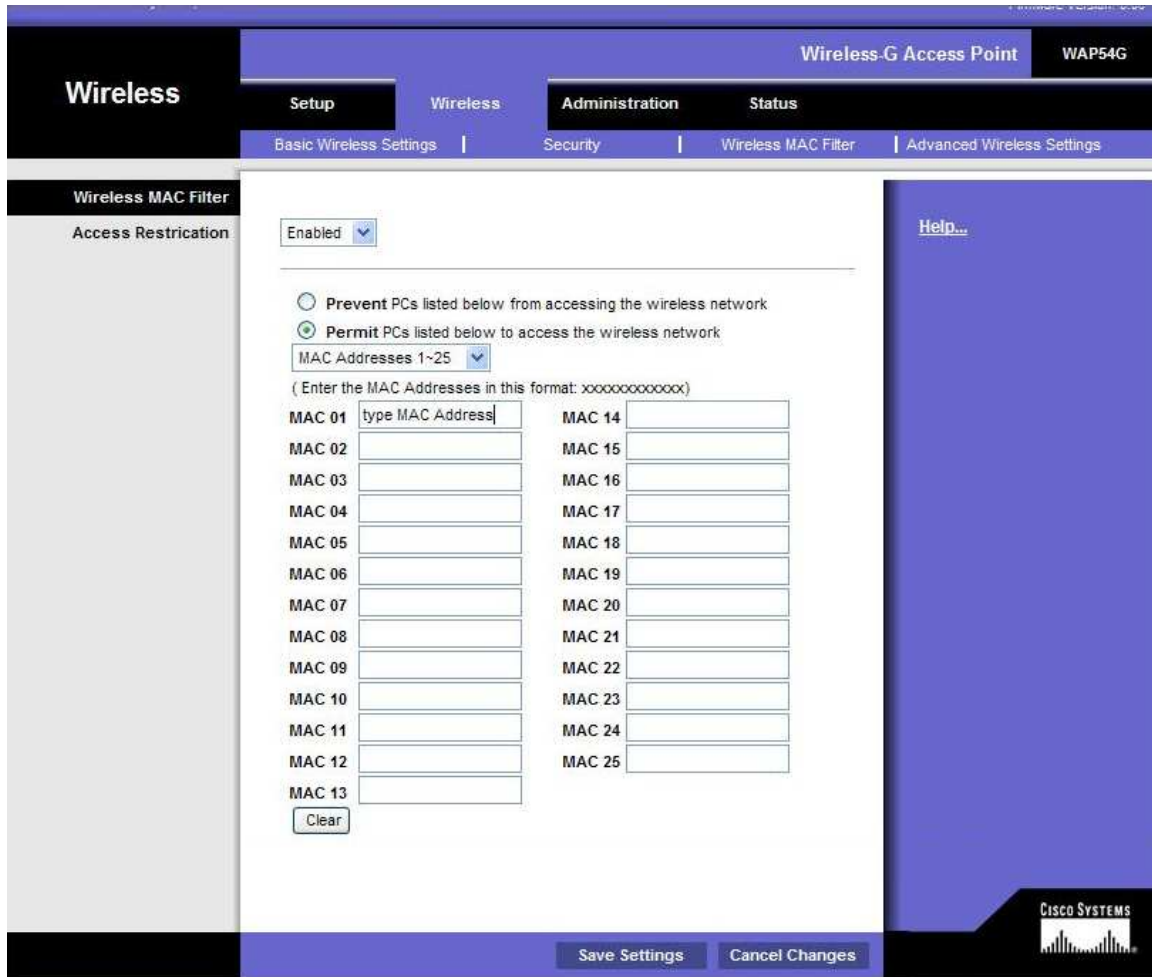 Wireless-G Access Point WAP54G
Wireless
Setup Wireless Administration Status
Basic Wireless Settings | Security | Wireless MAC Filter | Advanced Wireless Settings
Wireless MAC Filter
Access Restrication
Enabled
Help...
Prevent PCs listed below from accessing the wireless network
Permit PCs listed below to access the wireless network
MAC Addresses 1~25
( Enter the MAC Addresses in this format: xxxxxxxxxxxx)
MAC 01 type MAC Address MAC 14
MAC 02 MAC 15
MAC 03 MAC 16
MAC 04 MAC 17
MAC 05 MAC 18
MAC 06 MAC 19
MAC 07 MAC 20
MAC 08 MAC 21
MAC 09 MAC 22
MAC 10 MAC 23
MAC 11 MAC 24
MAC 12 MAC 25
MAC 13
Clear
CISCO SYSTEMS
Save Settings Cancel Changes